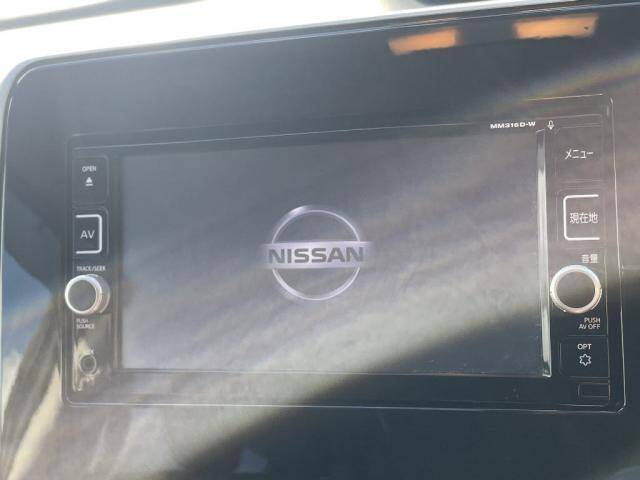 MM316D-W
OPEN
メニュー
AV
現在地
NISSAN
TRACK/SEEK
音量
PUSH
SOURCE
PUSH
AV OFF
OPT